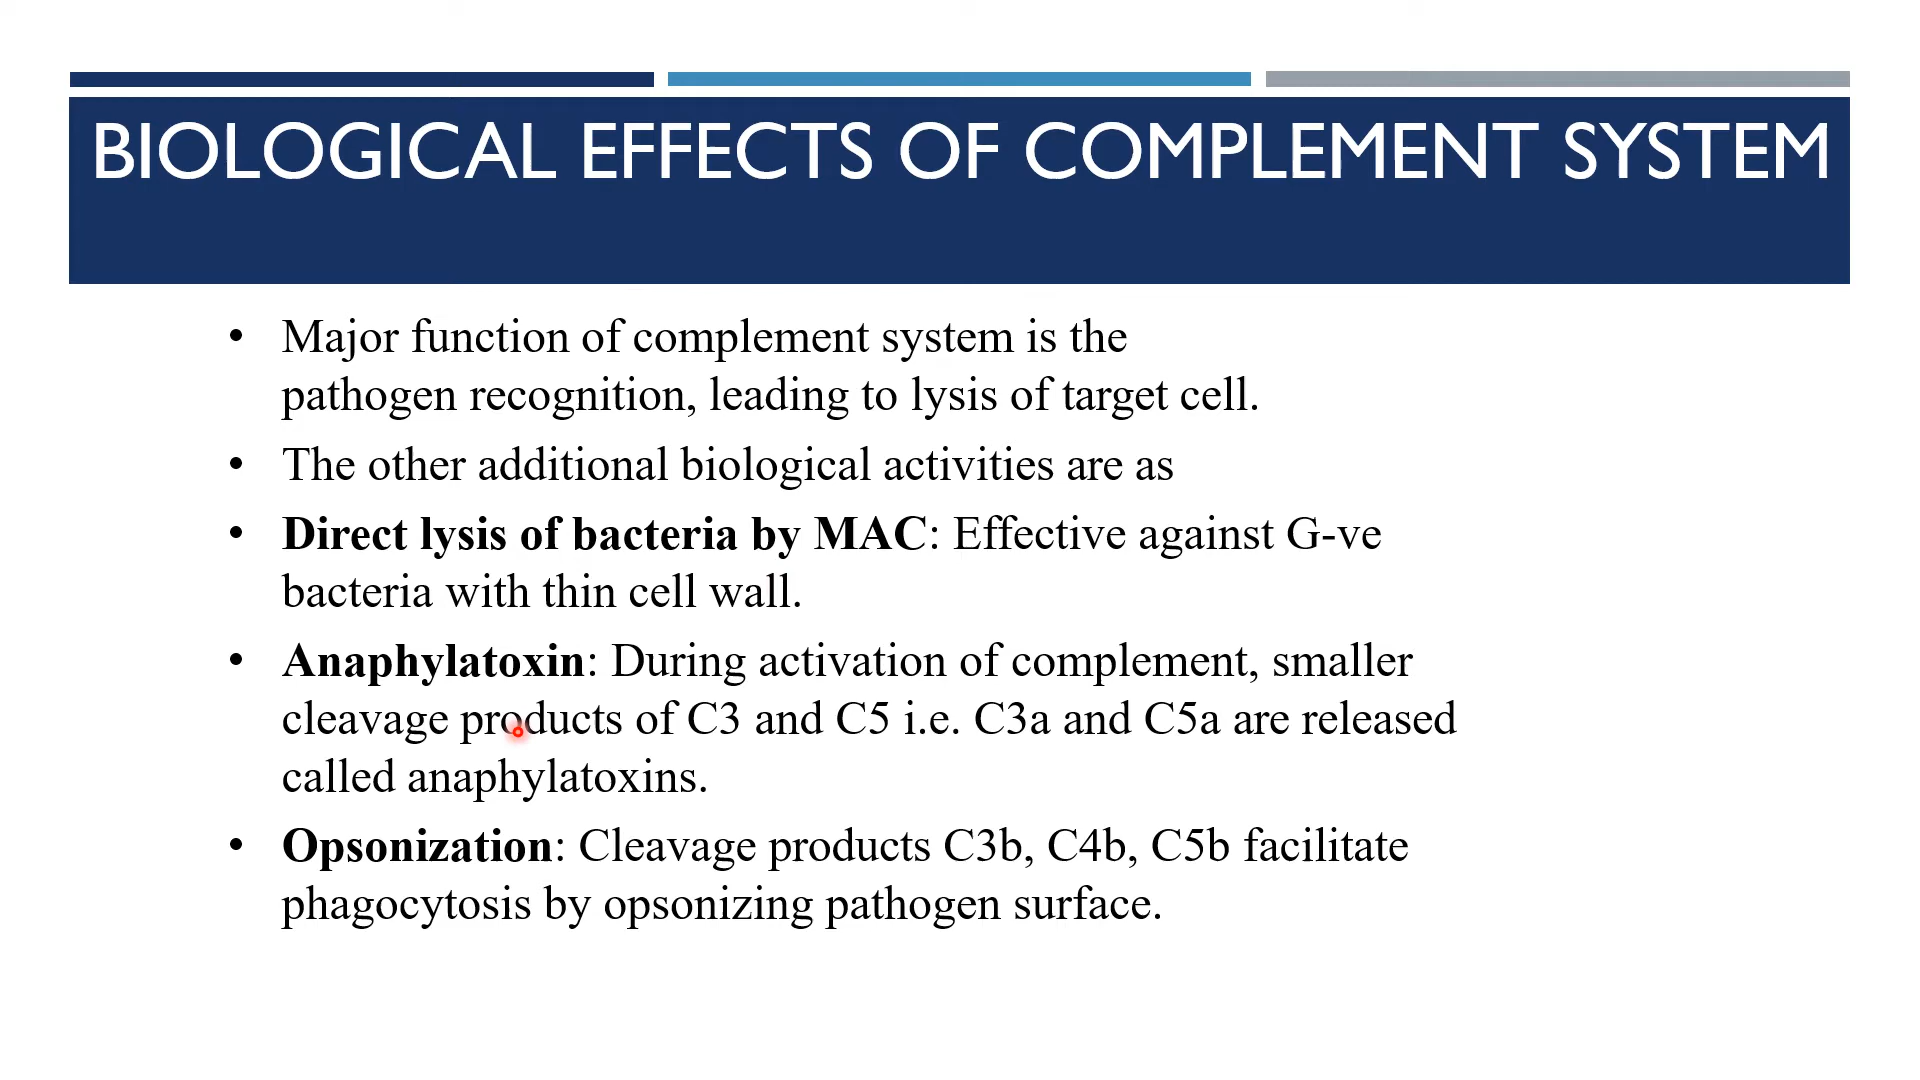 BIOLOGICAL EFFECTS OF COMPLEMENT SYSTEM
• Major function of complement system is the
pathogen recognition, leading to lysis of target cell.
• The other additional biological activities are as
• Direct lysis of bacteria by MAC: Effective against G-ve
bacteria with thin cell wall.
• Anaphylatoxin: During activation of complement, smaller
cleavage products of C3 and C5 i.e. C3a and C5a are released
called anaphylatoxins.
• Opsonization: Cleavage products C3b, C4b, C5b facilitate
phagocytosis by opsonizing pathogen surface.